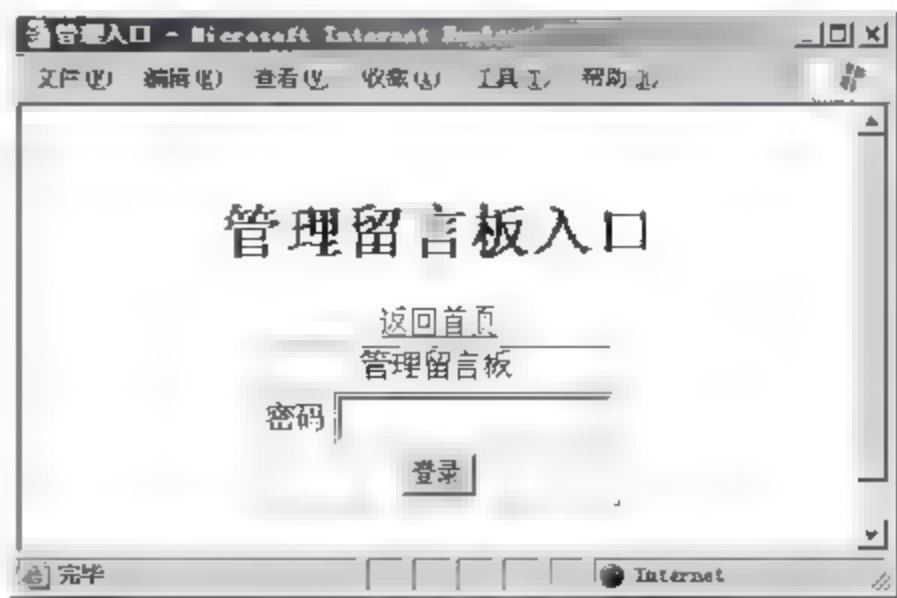 管理入口 - Microsoft Internet
文件(F) 编辑(E) 查看(V) 收藏(A) 工具(T) 帮助(H)
管理留言板入口
返回首页
管理留言板
密码
登录
完毕 Internet